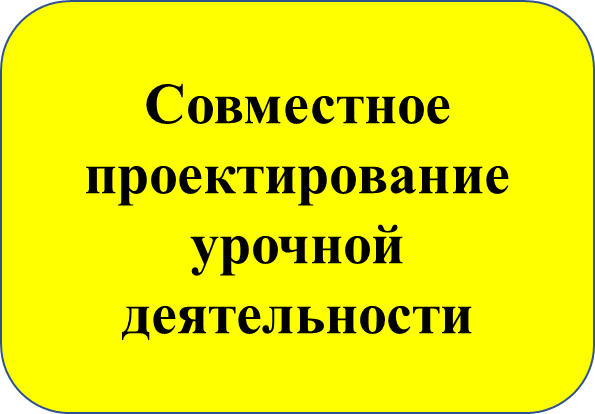 Совместное
проектирование
урочной
деятельности